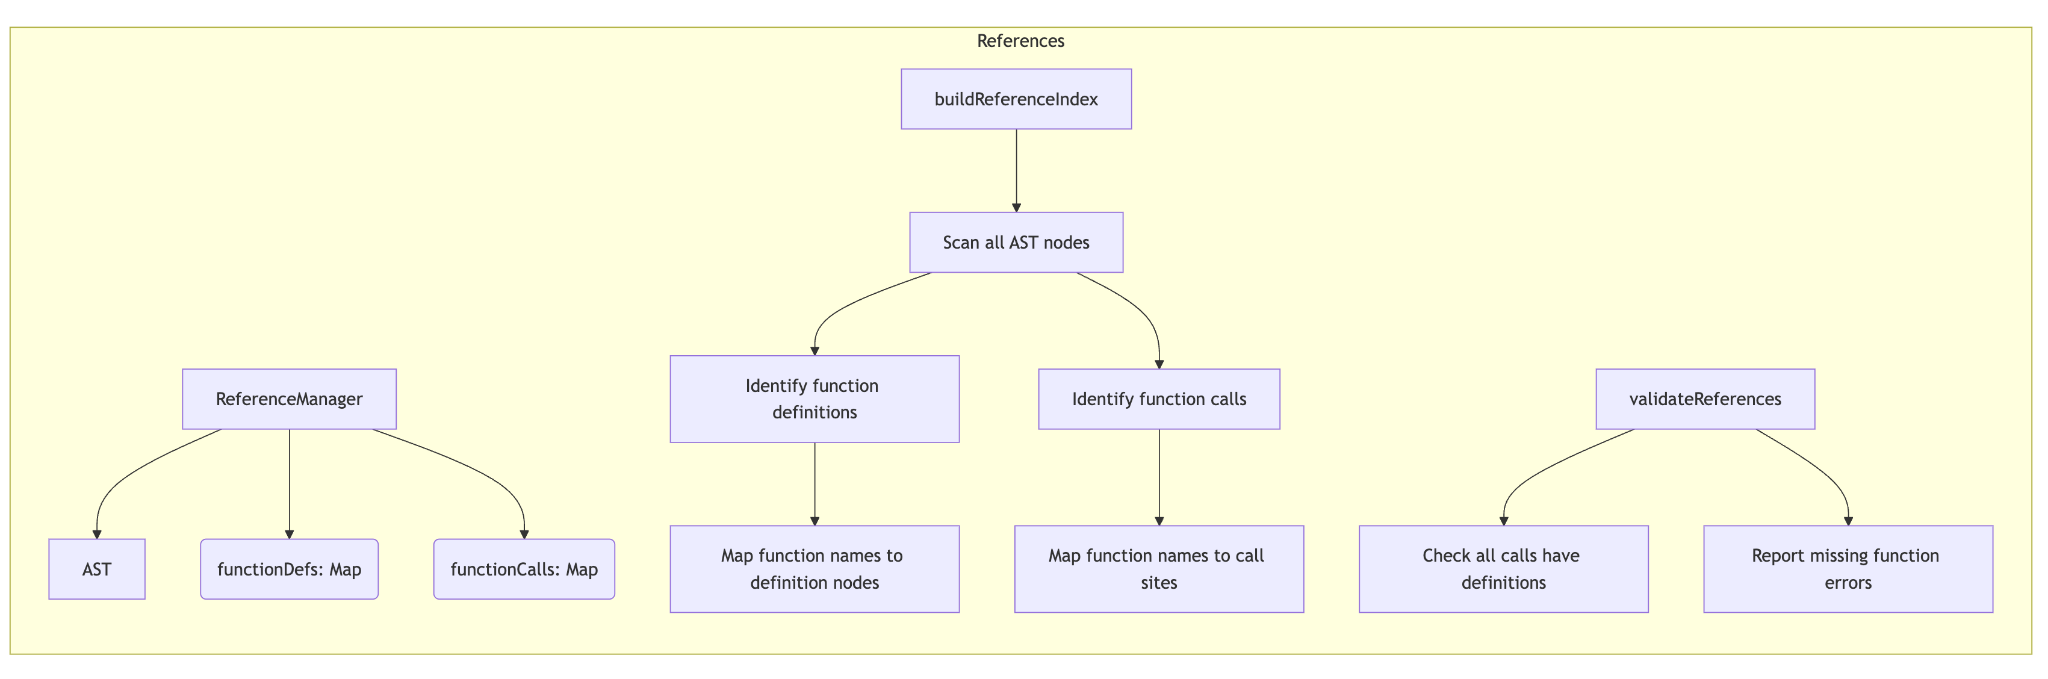 References
buildReferenceIndex
Scan all AST nodes
Identify function
definitions
Identify function calls
ReferenceManager
validateReferences
AST
functionDefs: Map
functionCalls: Map
Map function names to
definition nodes
Map function names to call
sites
Check all calls have
definitions
Report missing function
errors